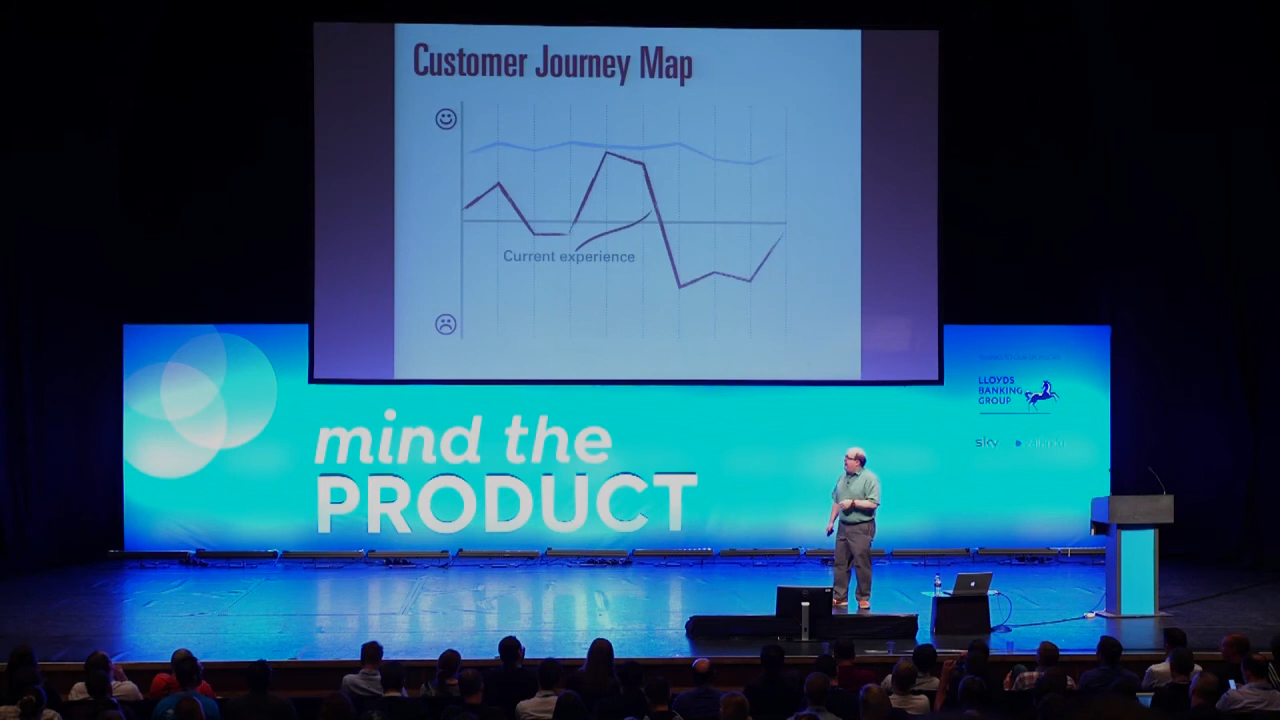 Customer Journey Map
Current experience
mind the
PRODUCT
LLOYDS
BANKING
GROUP
sky